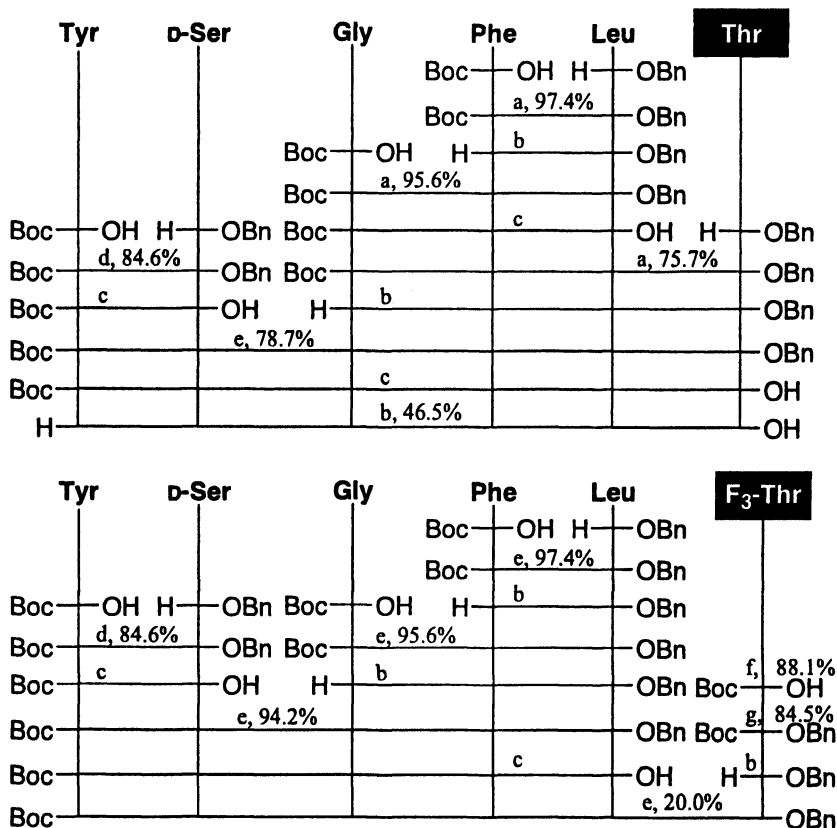 Tyr D-Ser Gly Phe Leu Thr
Boc OH H OBn
a, 97.4%
Boc OBn
b
Boc OH H OBn
a, 95.6%
Boc OBn
c
Boc OH H OBn Boc OH H OBn
d, 84.6% a, 75.7%
Boc OBn Boc OBn
c b
Boc OH H OBn
e, 78.7%
Boc OBn
c
Boc OH
b, 46.5%
H OH
Tyr D-Ser Gly Phe Leu F3-Thr
Boc OH H OBn
e, 97.4%
Boc OBn
b
Boc OH H OBn Boc OH H OBn
d, 84.6% e, 95.6%
Boc OBn Boc OBn
c b f, 88.1%
Boc OH H OBn Boc OH
e, 94.2% g, 84.5%
Boc OBn Boc OBn
c b
Boc OH H OBn
e, 20.0%
Boc OBn